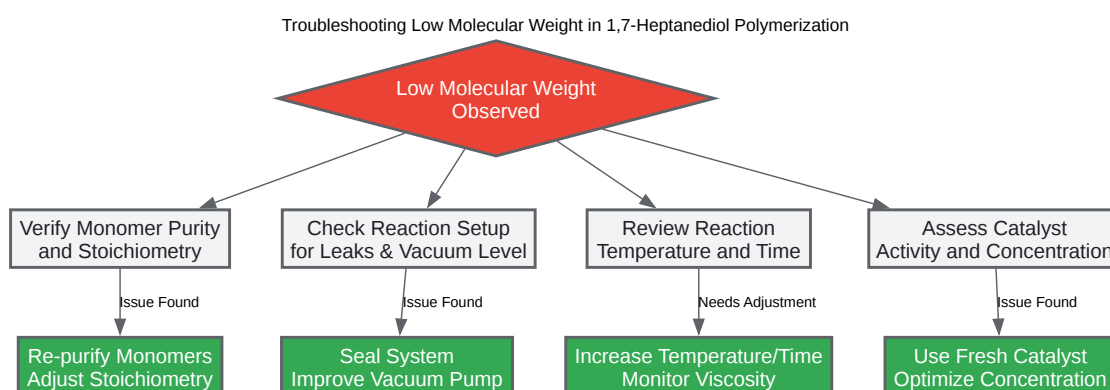 Troubleshooting Low Molecular Weight in 1,7-Heptanediol Polymerization
Low Molecular Weight
Observed
Verify Monomer Purity
and Stoichiometry
Check Reaction Setup
for Leaks & Vacuum Level
Review Reaction
Temperature and Time
Assess Catalyst
Activity and Concentration
Issue Found
Issue Found
Needs Adjustment
Issue Found
Re-purify Monomers
Adjust Stoichiometry
Seal System
Improve Vacuum Pump
Increase Temperature/Time
Monitor Viscosity
Use Fresh Catalyst
Optimize Concentration